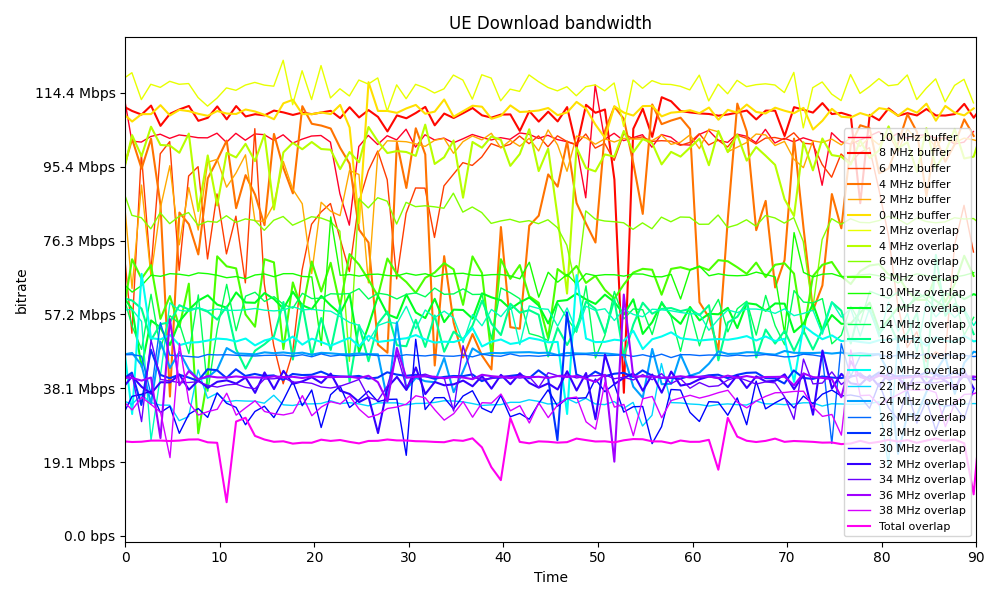 UE Download bandwidth
bitrate
114.4 Mbps
95.4 Mbps
76.3 Mbps
57.2 Mbps
38.1 Mbps
19.1 Mbps
0.0 bps
0 10 20 30 40 50 60 70 80 90
Time
10 MHz buffer
8 MHz buffer
6 MHz buffer
4 MHz buffer
2 MHz buffer
0 MHz buffer
2 MHz overlap
4 MHz overlap
6 MHz overlap
8 MHz overlap
10 MHz overlap
12 MHz overlap
14 MHz overlap
16 MHz overlap
18 MHz overlap
20 MHz overlap
22 MHz overlap
24 MHz overlap
26 MHz overlap
28 MHz overlap
30 MHz overlap
32 MHz overlap
34 MHz overlap
36 MHz overlap
38 MHz overlap
Total overlap